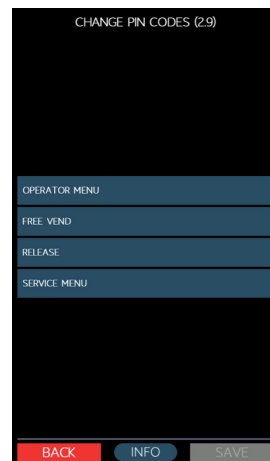 CHANGE PIN CODES (2.9)
OPERATOR MENU
FREE VEND
RELEASE
SERVICE MENU
BACK INFO SAVE